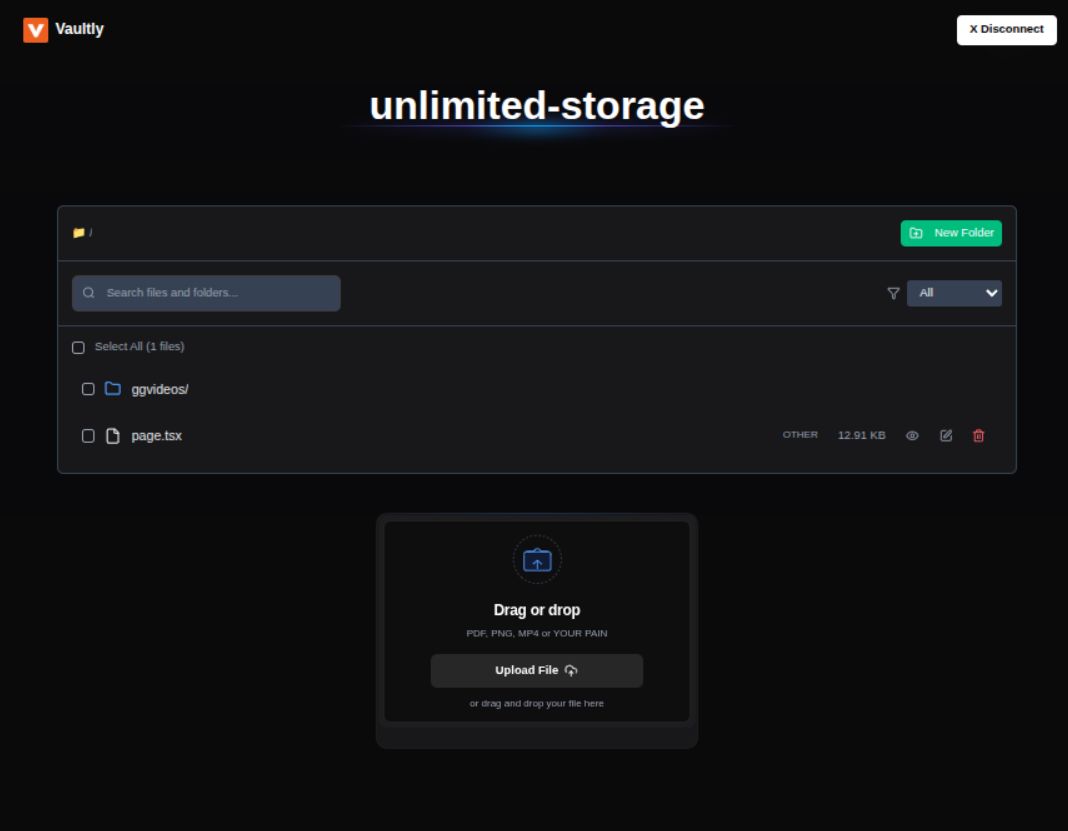 Vaultly
X Disconnect
unlimited-storage
/
New Folder
Search files and folders...
All
Select All (1 files)
ggvideos/
page.tsx OTHER 12.91 KB
Drag or drop
PDF, PNG, MP4 or YOUR PAIN
Upload File
or drag and drop your file here